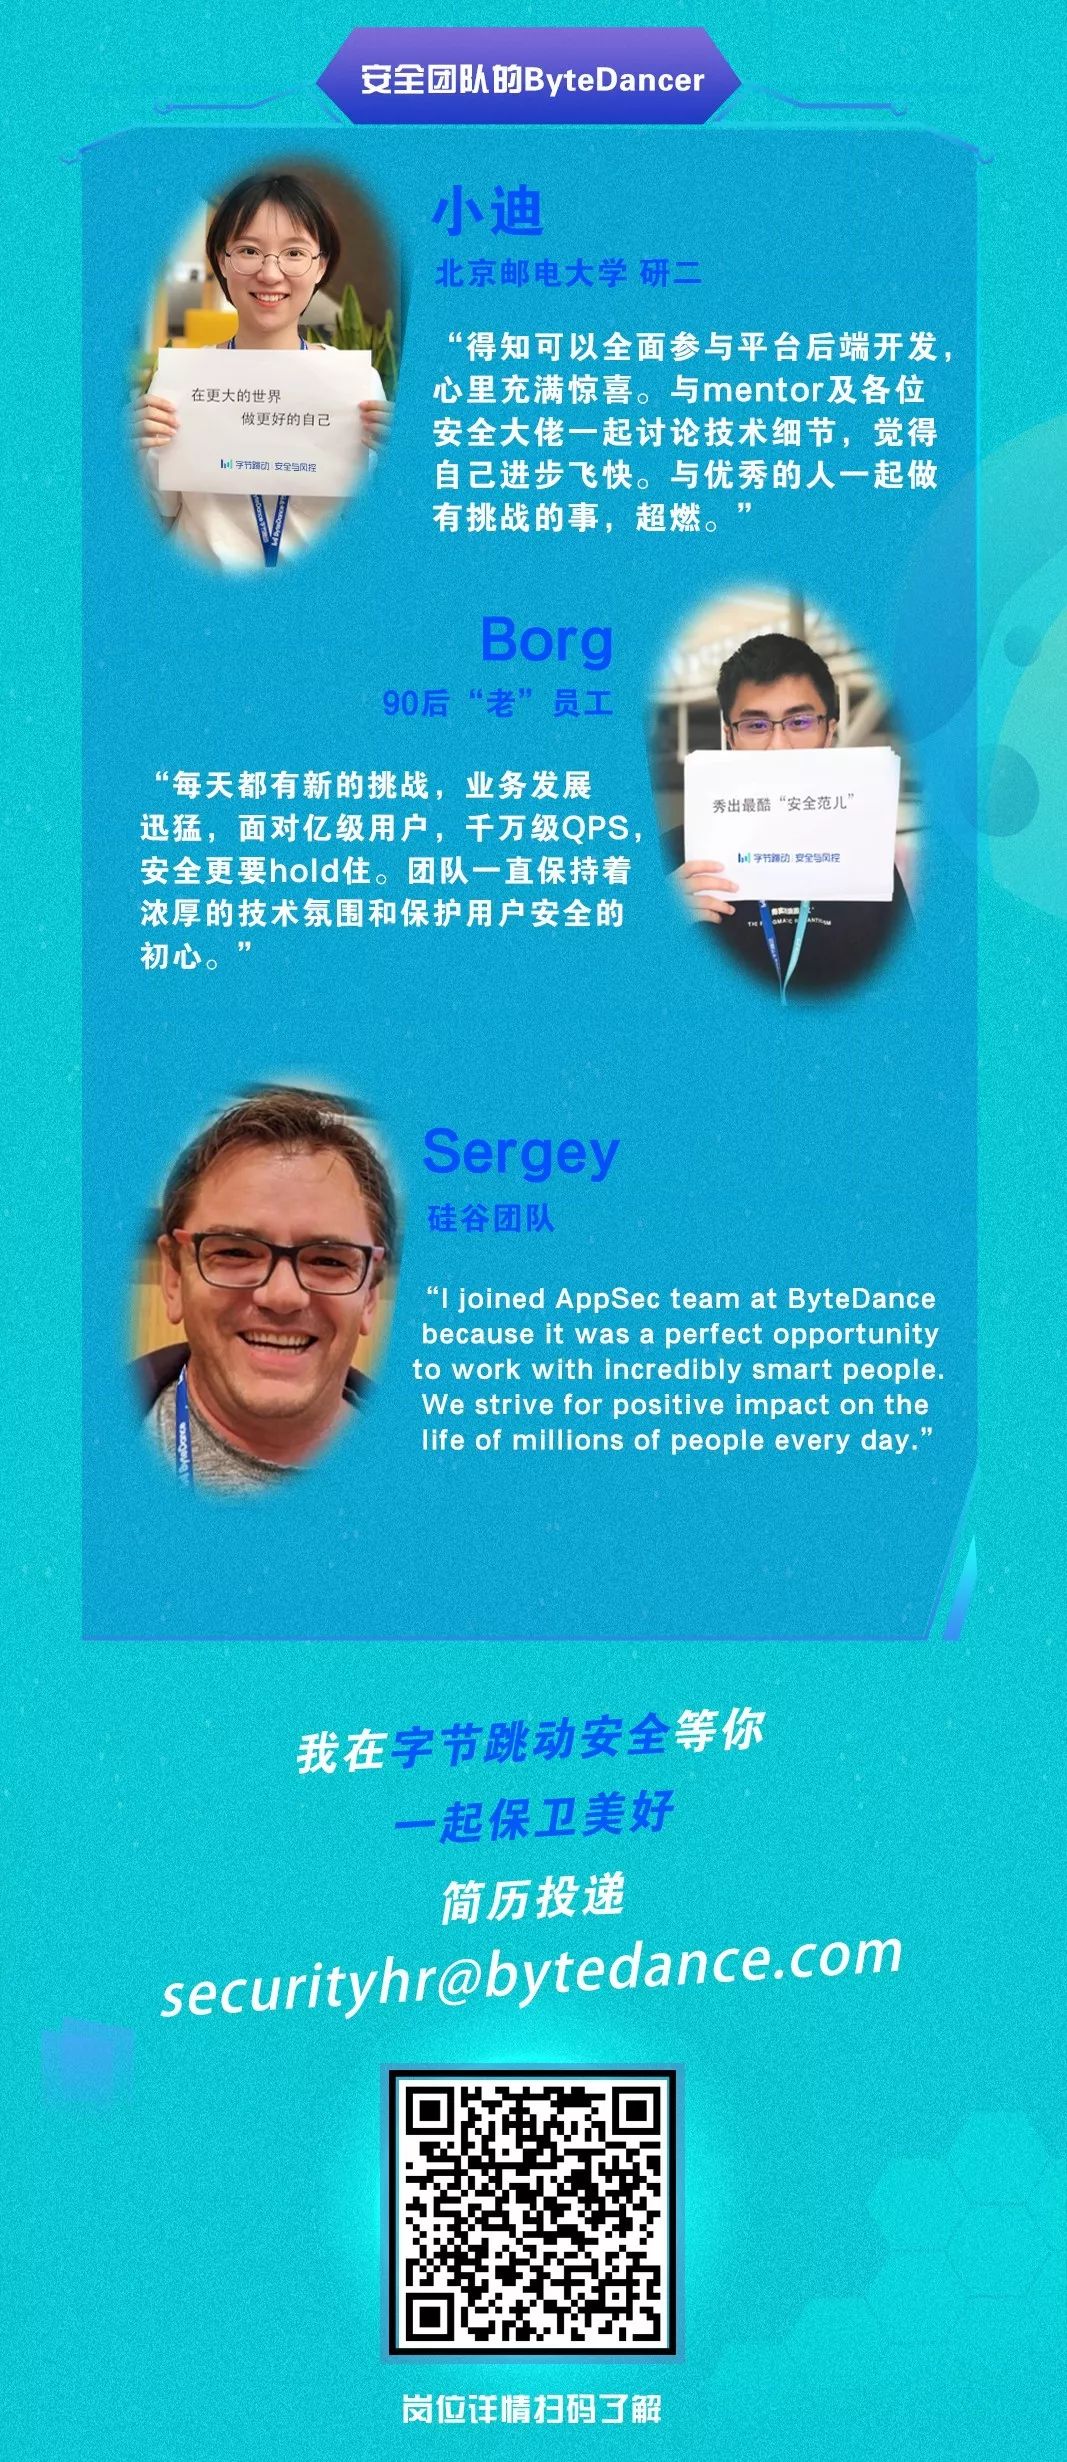 安全团队的ByteDancer
小迪
北京邮电大学 研二
“得知可以全面参与平台后端开发，
心里充满惊喜。与mentor及各位
安全大佬一起讨论技术细节，觉得
自己进步飞快。与优秀的人一起做
有挑战的事，超燃。”
在更大的世界
做更好的自己
字节跳动 安全与风控
Borg
90后“老”员工
“每天都有新的挑战，业务发展
迅猛，面对亿级用户，千万级QPS，
安全更要hold住。团队一直保持着
浓厚的技术氛围和保护用户安全的
初心。”
秀出最酷“安全范儿”
字节跳动 安全与风控
Sergey
硅谷团队
“I joined AppSec team at ByteDance
because it was a perfect opportunity
to work with incredibly smart people.
We strive for positive impact on the
life of millions of people every day.”
ByteDance
我在字节跳动安全等你
一起保卫美好
简历投递
securityhr@bytedance.com
岗位详情扫码了解